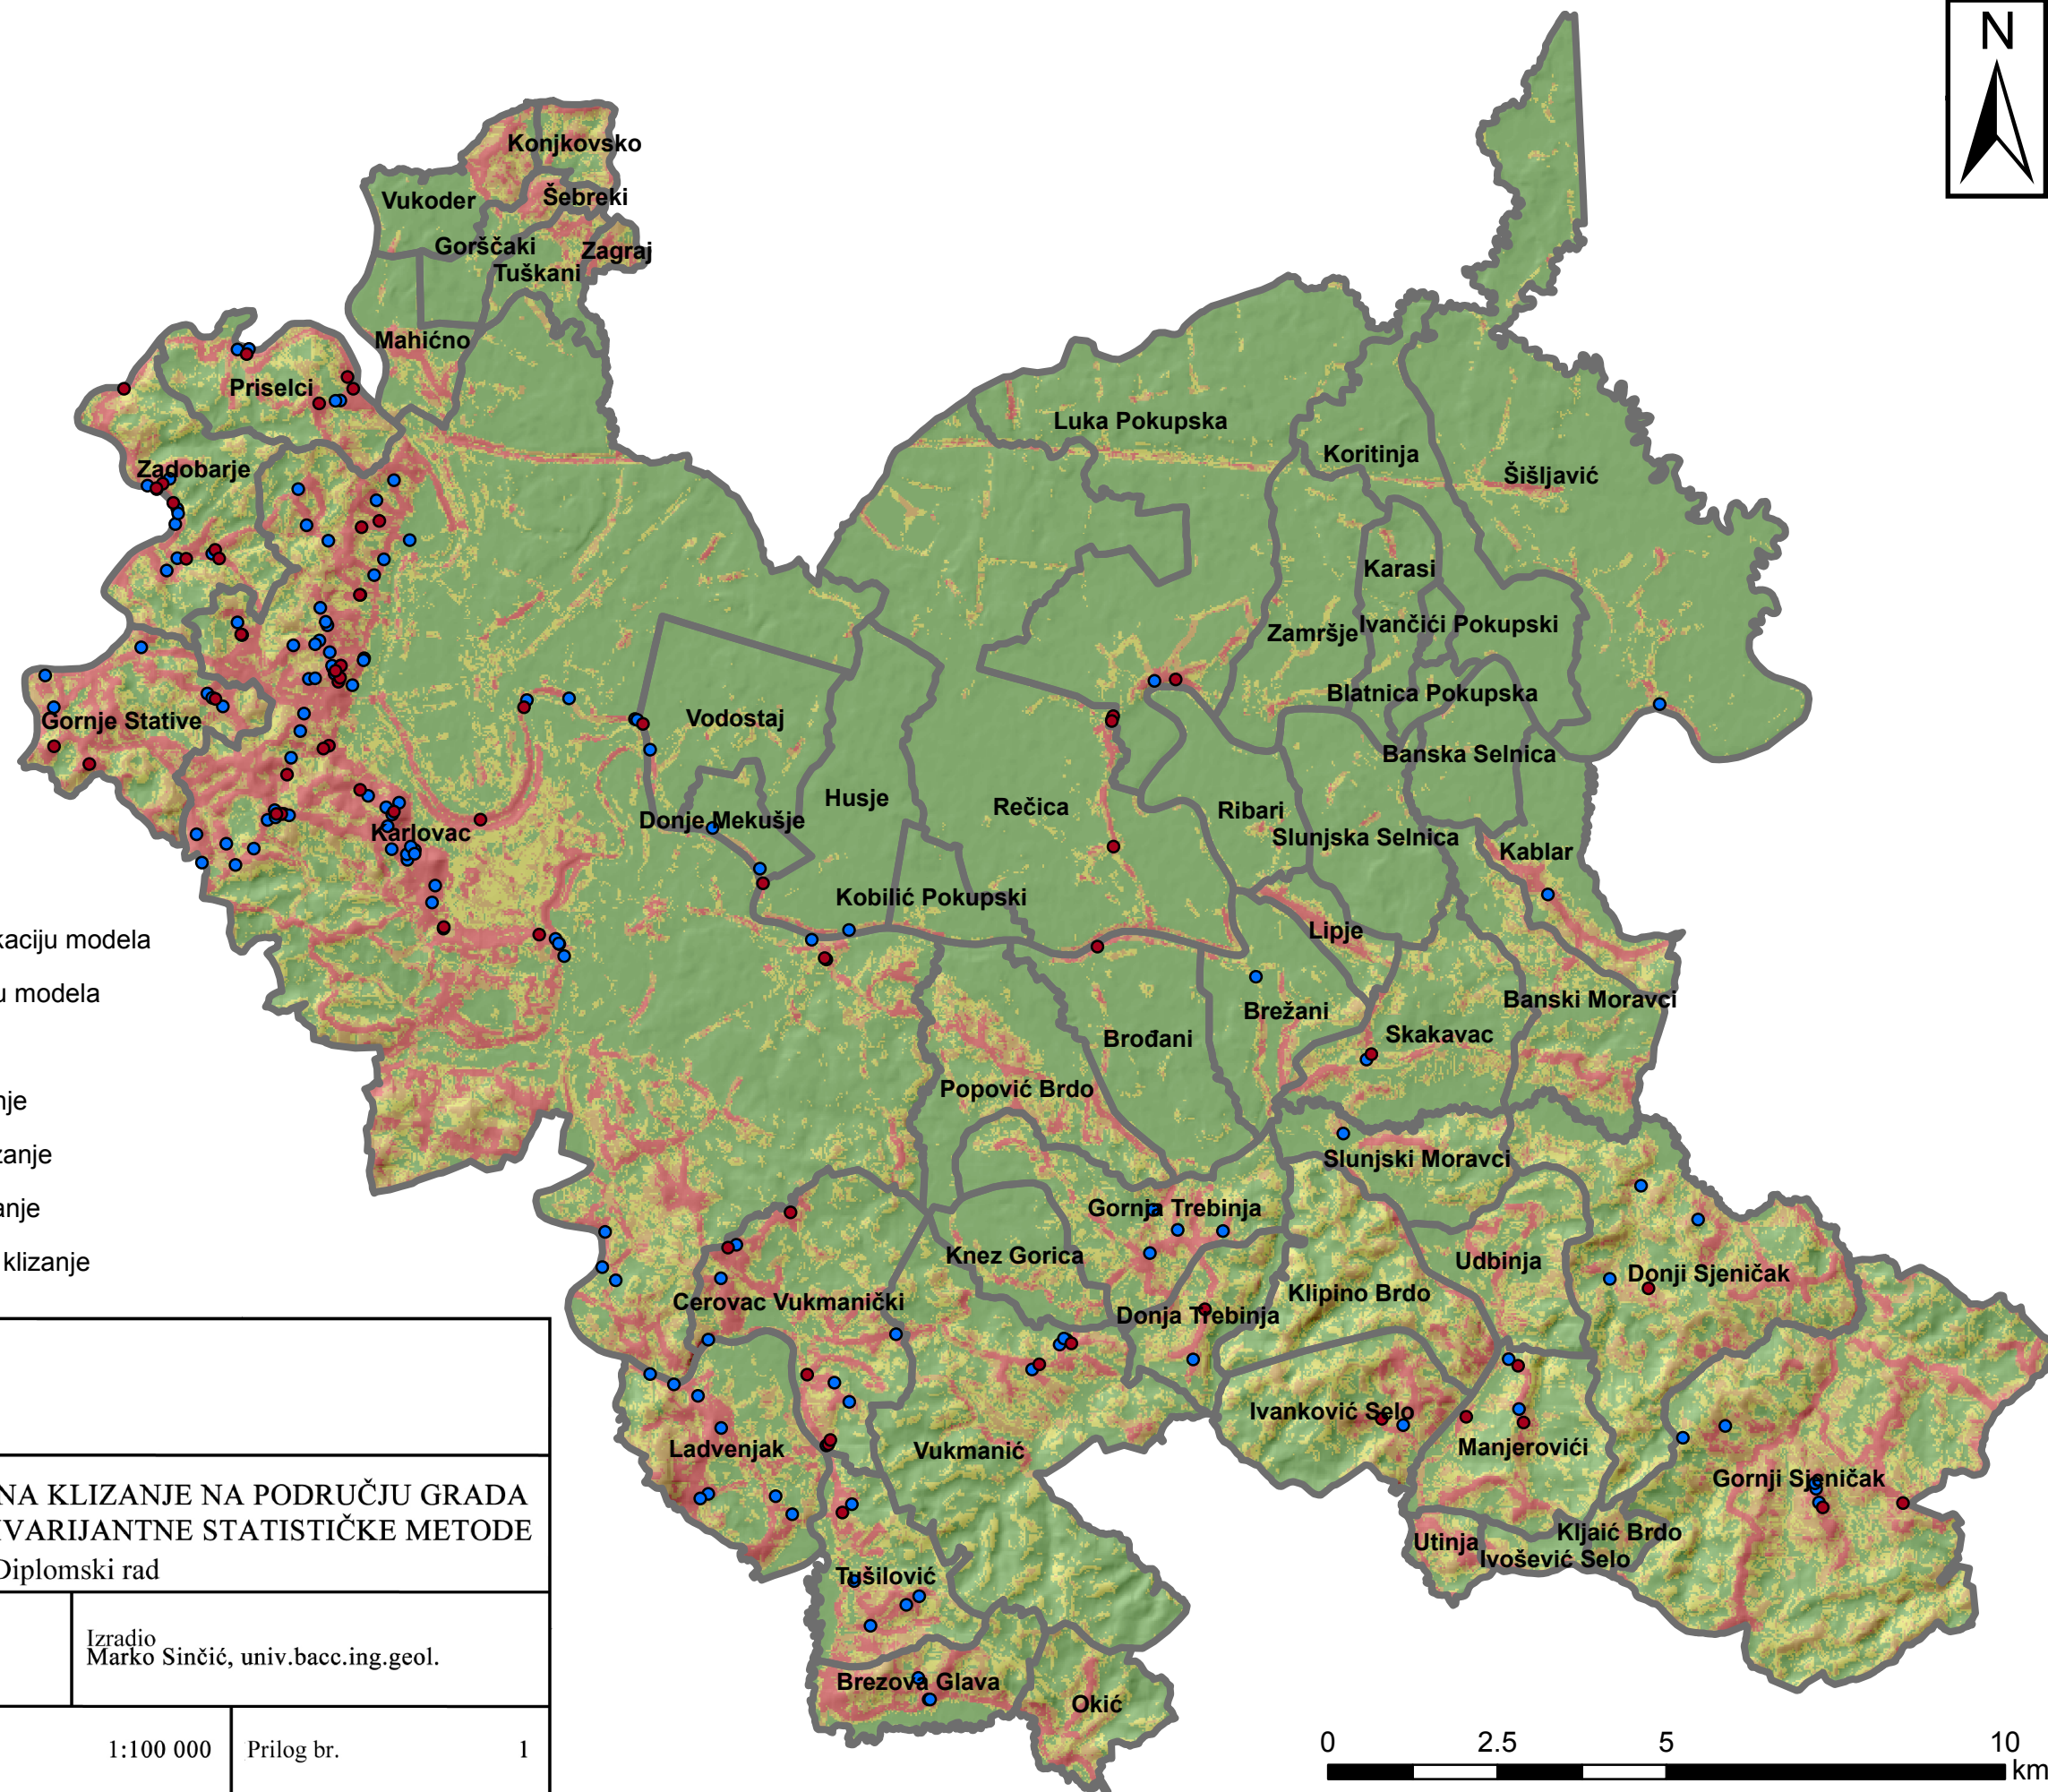 N
Konjkovsko
Vukoder
Šebreki
Gorščaki
Zagraj
Tuškani
Mahićno
Priselci
Luka Pokupska
Koritinja
Zadobarje
Šišljavić
Karasi
Ivančići Pokupski
Zamršje
Blatnica Pokupska
Gornje Stative
Vodostaj
Banska Selnica
Husje
Rečica
Ribari
Donje Mekušje
Karlovac
Slunjska Selnica
Kablar
Kobilić Pokupski
Lipje
kaciju modela
u modela
Banski Moravci
Brežani
Skakavac
Brođani
Popović Brdo
nje
zanje
anje
klizanje
Slunjski Moravci
Gornja Trebinja
Knez Gorica
Udbinja
Donji Sjeničak
Klipino Brdo
Cerovac Vukmanički
Donja Trebinja
Ivanković Selo
Ladvenjak
Vukmanić
Manjerovići
Gornji Sjeničak
Kljaić Brdo
Utinja
Ivošević Selo
Tušilović
Brezova Glava
Okić
NA KLIZANJE NA PODRUČJU GRADA
IVARIJANTNE STATISTIČKE METODE
Diplomski rad
Izradio
Marko Sinčić, univ.bacc.ing.geol.
1:100 000 Prilog br. 1
0 2.5 5 10
km